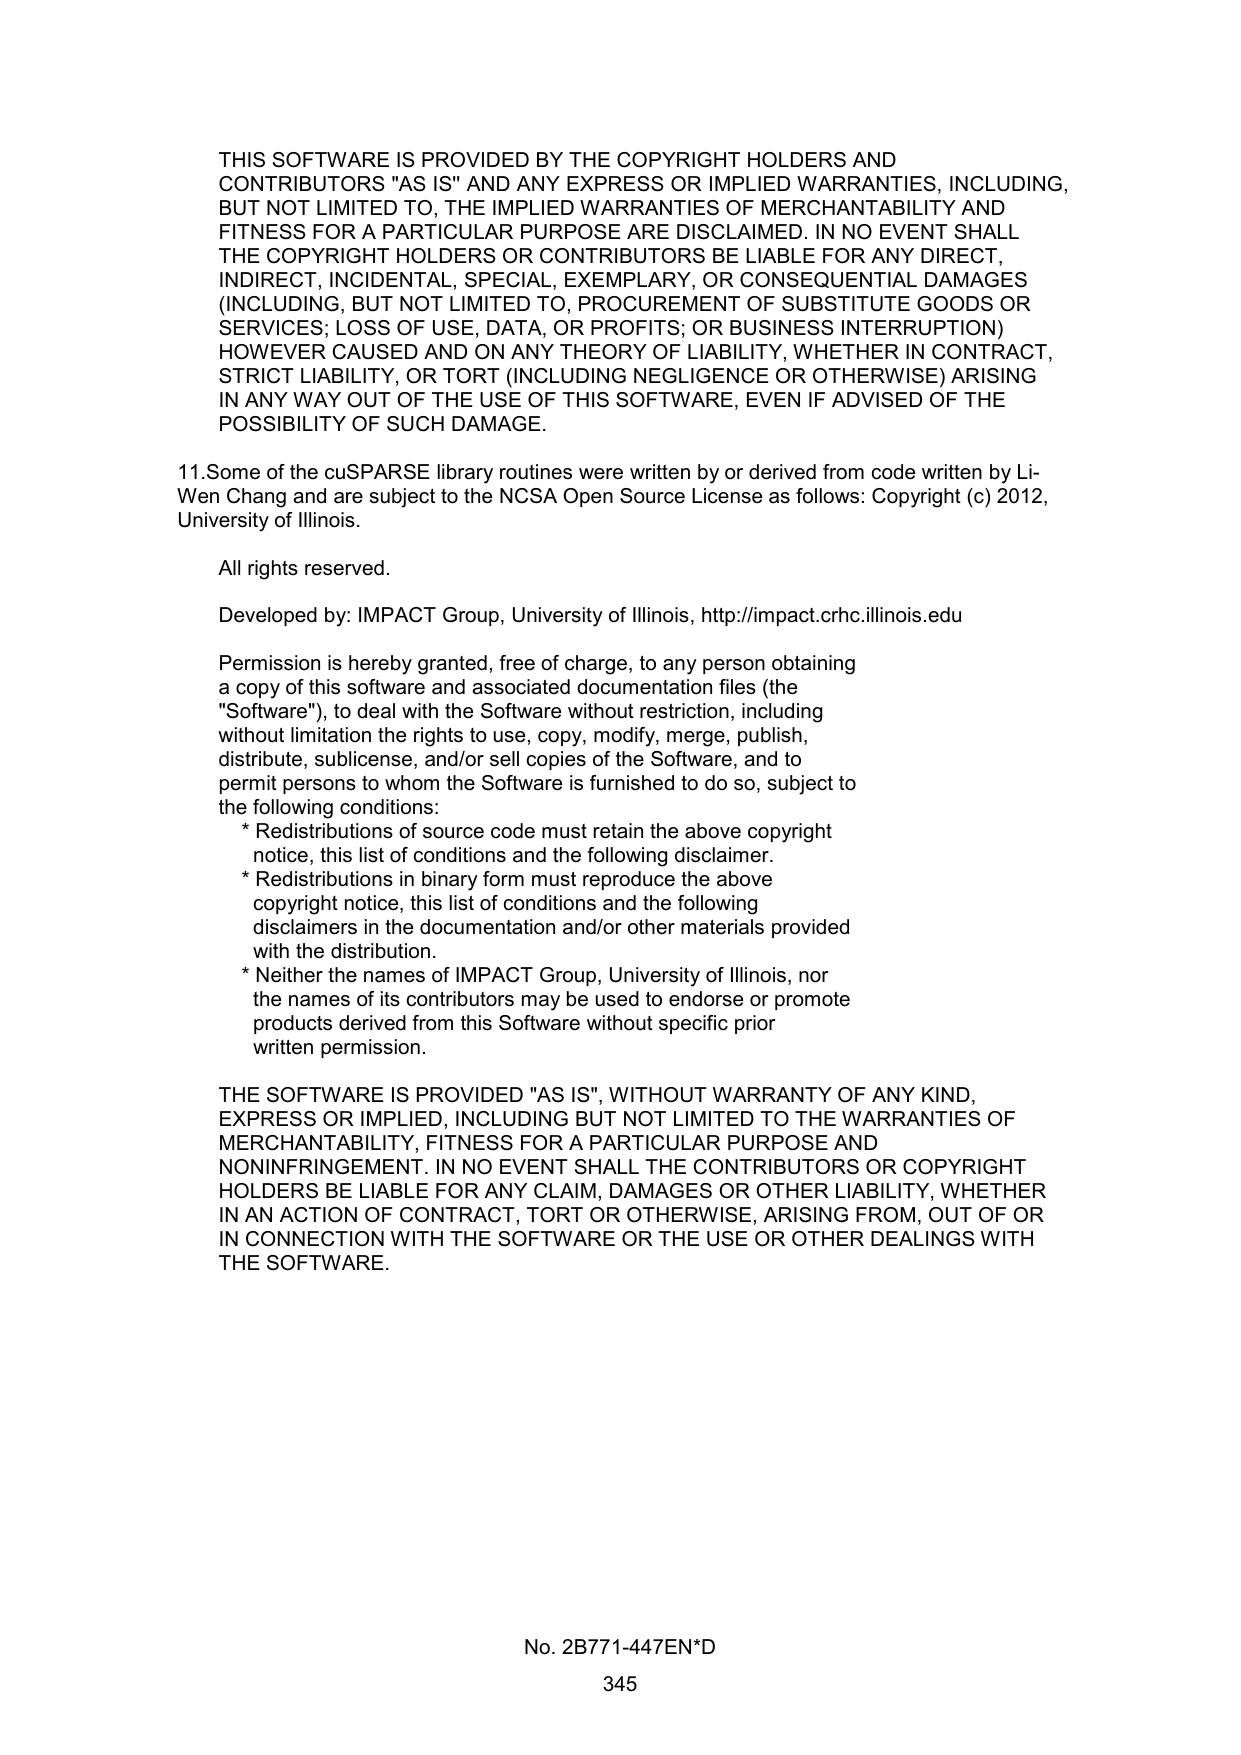 THIS SOFTWARE IS PROVIDED BY THE COPYRIGHT HOLDERS AND
CONTRIBUTORS "AS IS" AND ANY EXPRESS OR IMPLIED WARRANTIES, INCLUDING,
BUT NOT LIMITED TO, THE IMPLIED WARRANTIES OF MERCHANTABILITY AND
FITNESS FOR A PARTICULAR PURPOSE ARE DISCLAIMED. IN NO EVENT SHALL
THE COPYRIGHT HOLDERS OR CONTRIBUTORS BE LIABLE FOR ANY DIRECT,
INDIRECT, INCIDENTAL, SPECIAL, EXEMPLARY, OR CONSEQUENTIAL DAMAGES
(INCLUDING, BUT NOT LIMITED TO, PROCUREMENT OF SUBSTITUTE GOODS OR
SERVICES; LOSS OF USE, DATA, OR PROFITS; OR BUSINESS INTERRUPTION)
HOWEVER CAUSED AND ON ANY THEORY OF LIABILITY, WHETHER IN CONTRACT,
STRICT LIABILITY, OR TORT (INCLUDING NEGLIGENCE OR OTHERWISE) ARISING
IN ANY WAY OUT OF THE USE OF THIS SOFTWARE, EVEN IF ADVISED OF THE
POSSIBILITY OF SUCH DAMAGE.
11.Some of the cuSPARSE library routines were written by or derived from code written by Li-
Wen Chang and are subject to the NCSA Open Source License as follows: Copyright (c) 2012,
University of Illinois.
All rights reserved.
Developed by: IMPACT Group, University of Illinois, http://impact.crhc.illinois.edu
Permission is hereby granted, free of charge, to any person obtaining
a copy of this software and associated documentation files (the
"Software"), to deal with the Software without restriction, including
without limitation the rights to use, copy, modify, merge, publish,
distribute, sublicense, and/or sell copies of the Software, and to
permit persons to whom the Software is furnished to do so, subject to
the following conditions:
* Redistributions of source code must retain the above copyright
notice, this list of conditions and the following disclaimer.
* Redistributions in binary form must reproduce the above
copyright notice, this list of conditions and the following
disclaimers in the documentation and/or other materials provided
with the distribution.
* Neither the names of IMPACT Group, University of Illinois, nor
the names of its contributors may be used to endorse or promote
products derived from this Software without specific prior
written permission.
THE SOFTWARE IS PROVIDED "AS IS", WITHOUT WARRANTY OF ANY KIND,
EXPRESS OR IMPLIED, INCLUDING BUT NOT LIMITED TO THE WARRANTIES OF
MERCHANTABILITY, FITNESS FOR A PARTICULAR PURPOSE AND
NONINFRINGEMENT. IN NO EVENT SHALL THE CONTRIBUTORS OR COPYRIGHT
HOLDERS BE LIABLE FOR ANY CLAIM, DAMAGES OR OTHER LIABILITY, WHETHER
IN AN ACTION OF CONTRACT, TORT OR OTHERWISE, ARISING FROM, OUT OF OR
IN CONNECTION WITH THE SOFTWARE OR THE USE OR OTHER DEALINGS WITH
THE SOFTWARE.
No. 2B771-447EN*D
345